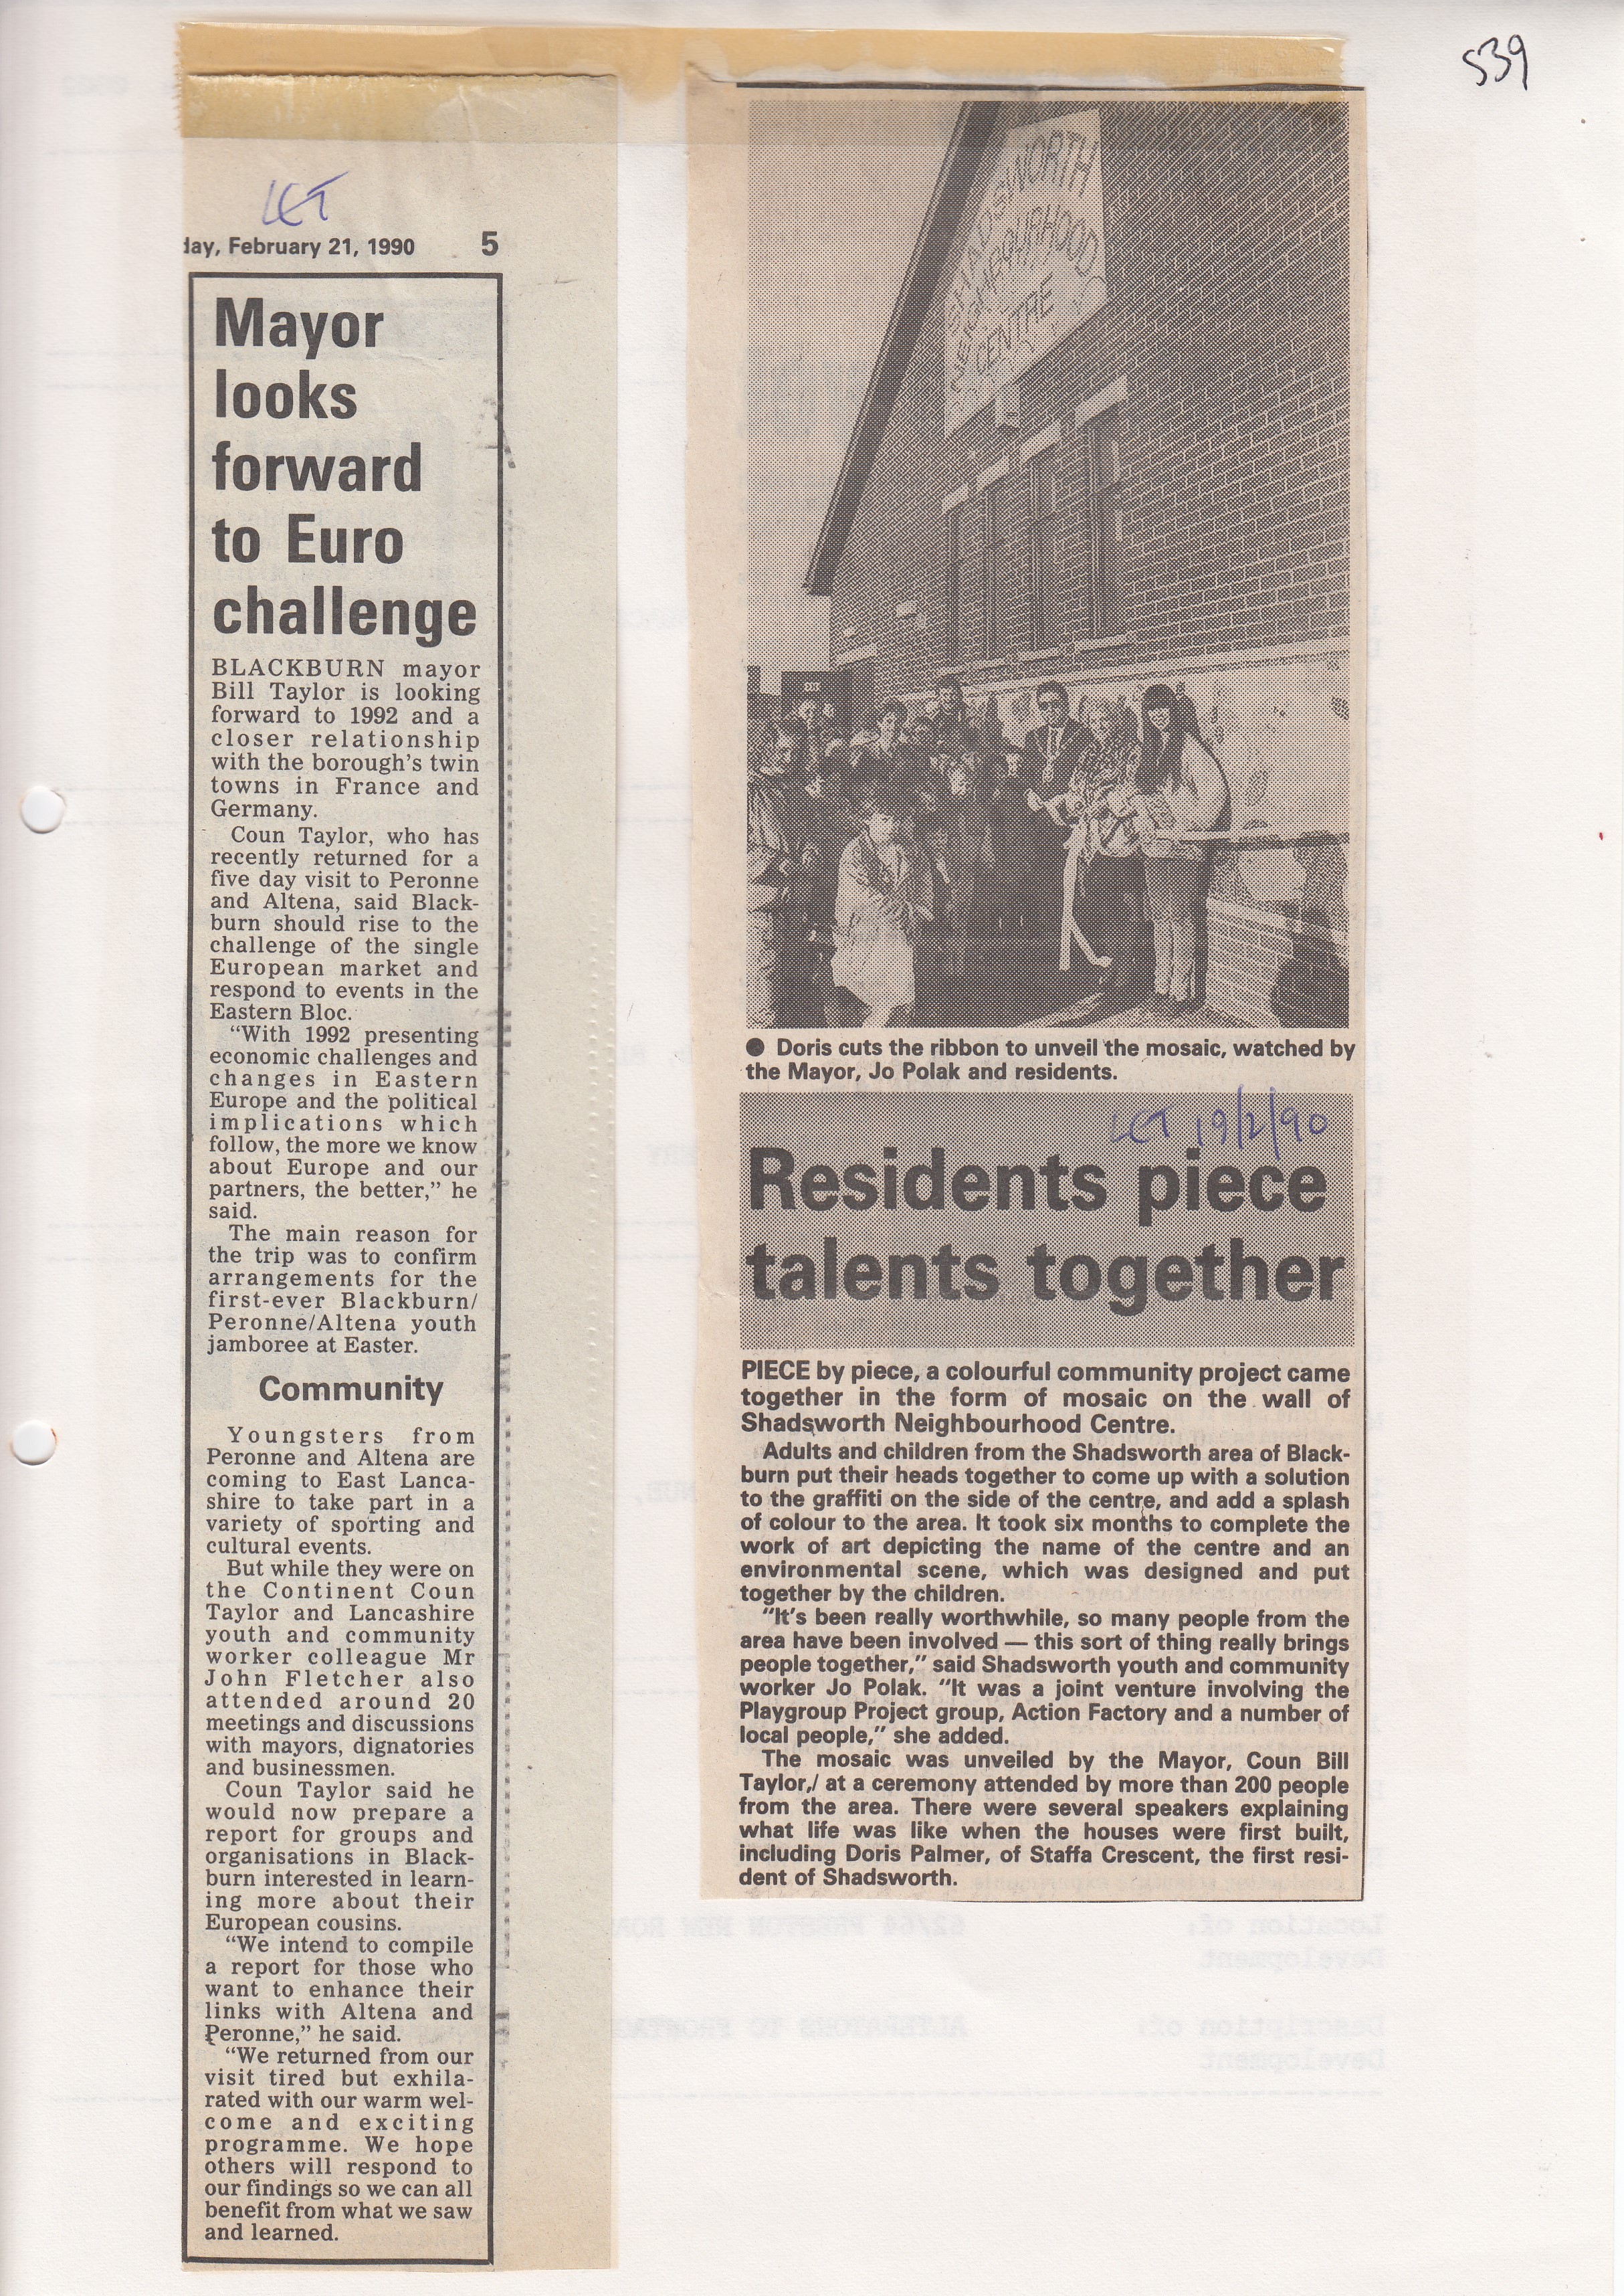 539
LET
day, February 21, 1990 5
Mayor
looks
forward
to Euro
challenge
BLACKBURN mayor
Bill Taylor is looking
forward to 1992 and a
closer relationship
with the borough's twin
towns in France and
Germany.
Coun Taylor, who has
recently returned for a
five day visit to Peronne
and Altena, said Black-
burn should rise to the
challenge of the single
European market and
respond to events in the
Eastern Bloc.
“With 1992 presenting
economic challenges and
changes in Eastern
Europe and the political
implications which
follow, the more we know
about Europe and our
partners, the better,” he
said.
The main reason for
the trip was to confirm
arrangements for the
first-ever Blackburn/
Peronne/Altena youth
jamboree at Easter.
Community
Youngsters from
Peronne and Altena are
coming to East Lanca-
shire to take part in a
variety of sporting and
cultural events.
But while they were on
the Continent Coun
Taylor and Lancashire
youth and community
worker colleague Mr
John Fletcher also
attended around 20
meetings and discussions
with mayors, dignatories
and businessmen.
Coun Taylor said he
would now prepare a
report for groups and
organisations in Black-
burn interested in learn-
ing more about their
European cousins.
“We intend to compile
a report for those who
want to enhance their
links with Altena and
Peronne,” he said.
“We returned from our
visit tired but exhila-
rated with our warm wel-
come and exciting
programme. We hope
others will respond to
our findings so we can all
benefit from what we saw
and learned.
SHADSWORTH
NEIGHBOURHOOD
CENTRE
● Doris cuts the ribbon to unveil the mosaic, watched by
the Mayor, Jo Polak and residents.
LET 19/2/90
Residents piece
talents together
PIECE by piece, a colourful community project came
together in the form of mosaic on the wall of
Shadsworth Neighbourhood Centre.
Adults and children from the Shadsworth area of Black-
burn put their heads together to come up with a solution
to the graffiti on the side of the centre, and add a splash
of colour to the area. It took six months to complete the
work of art depicting the name of the centre and an
environmental scene, which was designed and put
together by the children.
“It's been really worthwhile, so many people from the
area have been involved — this sort of thing really brings
people together,” said Shadsworth youth and community
worker Jo Polak. “It was a joint venture involving the
Playgroup Project group, Action Factory and a number of
local people,” she added.
The mosaic was unveiled by the Mayor, Coun Bill
Taylor,/ at a ceremony attended by more than 200 people
from the area. There were several speakers explaining
what life was like when the houses were first built,
including Doris Palmer, of Staffa Crescent, the first resi-
dent of Shadsworth.